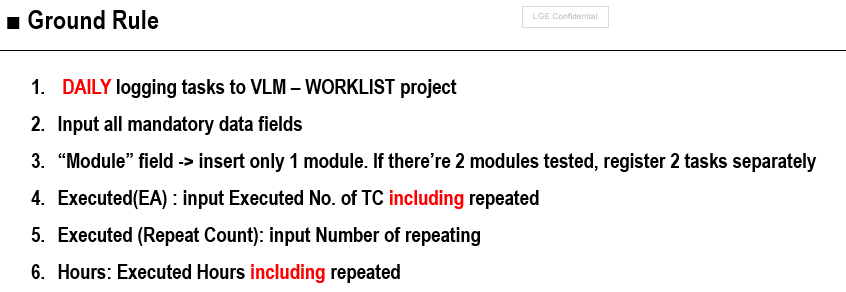 ■ Ground Rule
LGE Confidential
1. DAILY logging tasks to VLM – WORKLIST project
2. Input all mandatory data fields
3. “Module” field -> insert only 1 module. If there’re 2 modules tested, register 2 tasks separately
4. Executed(EA) : input Executed No. of TC including repeated
5. Executed (Repeat Count): input Number of repeating
6. Hours: Executed Hours including repeated